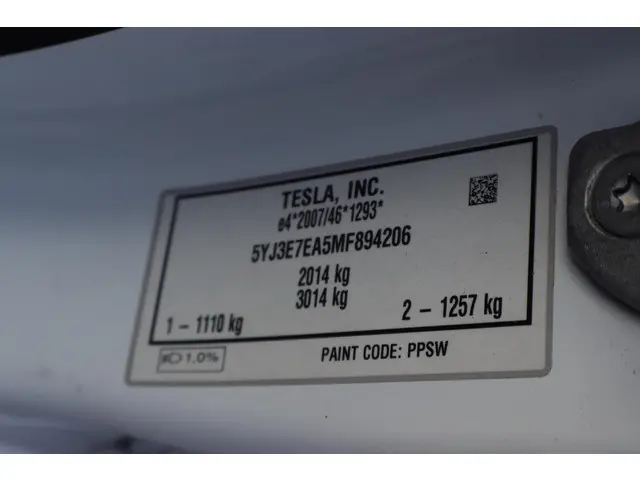 TESLA, INC.
e4*2007/46*1293*
5YJ3E7EA5MF894206
2014 kg
3014 kg
1 – 1110 kg
2 – 1257 kg
1,0%
PAINT CODE: PPSW